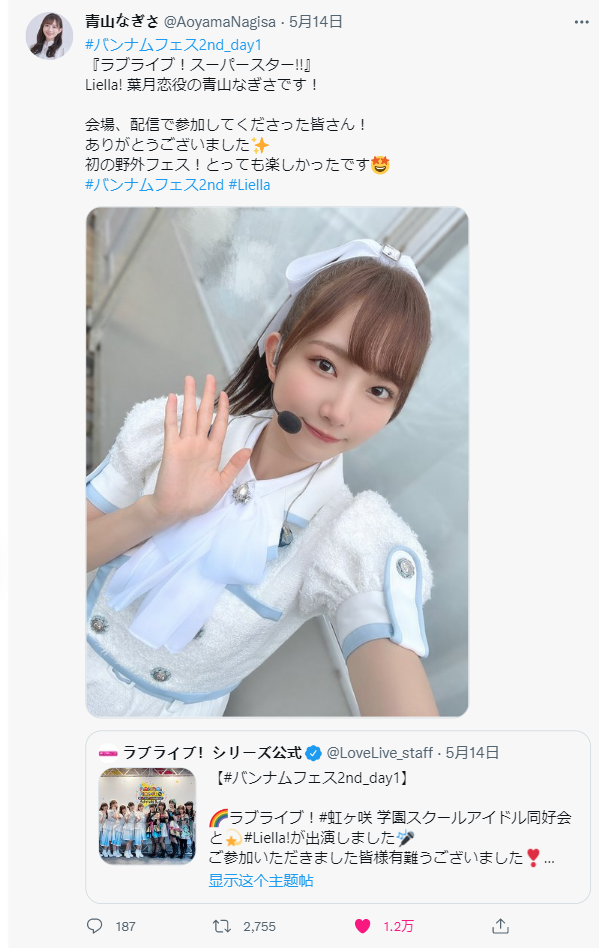 青山なぎさ @AoyamaNagisa · 5月14日
#バンナムフェス2nd_day1
『ラブライブ！スーパースター!!』
Liella! 葉月恋役の青山なぎさです！
会場、配信で参加してくださった皆さん！
ありがとうございました✨
初の野外フェス！とっても楽しかったです🤩
#バンナムフェス2nd #Liella
ラブライブ！シリーズ公式 @LoveLive_staff · 5月14日
【#バンナムフェス2nd_day1】
🌈ラブライブ！#虹ヶ咲 学園スクールアイドル同好会
と💫#Liella!が出演しました🎤
ご参加いただきました皆様有難うございました❣️...
显示这个主题帖
187 2,755 1.2万